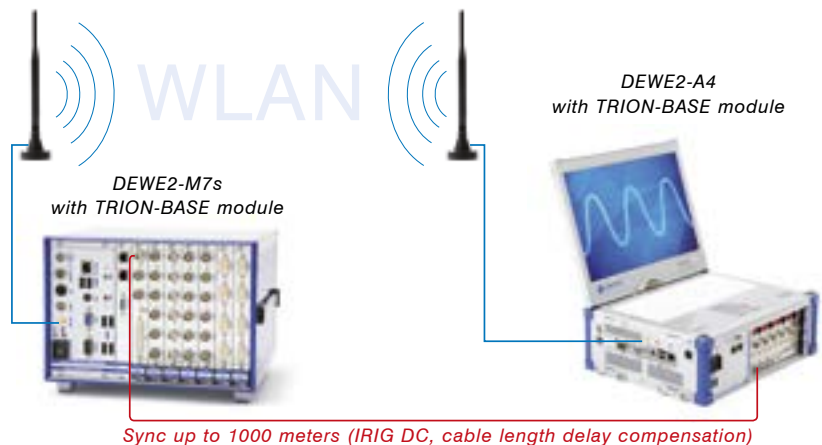 WLAN
DEWE2-A4
with TRION-BASE module
DEWE2-M7s
with TRION-BASE module
Sync up to 1000 meters (IRIG DC, cable length delay compensation)